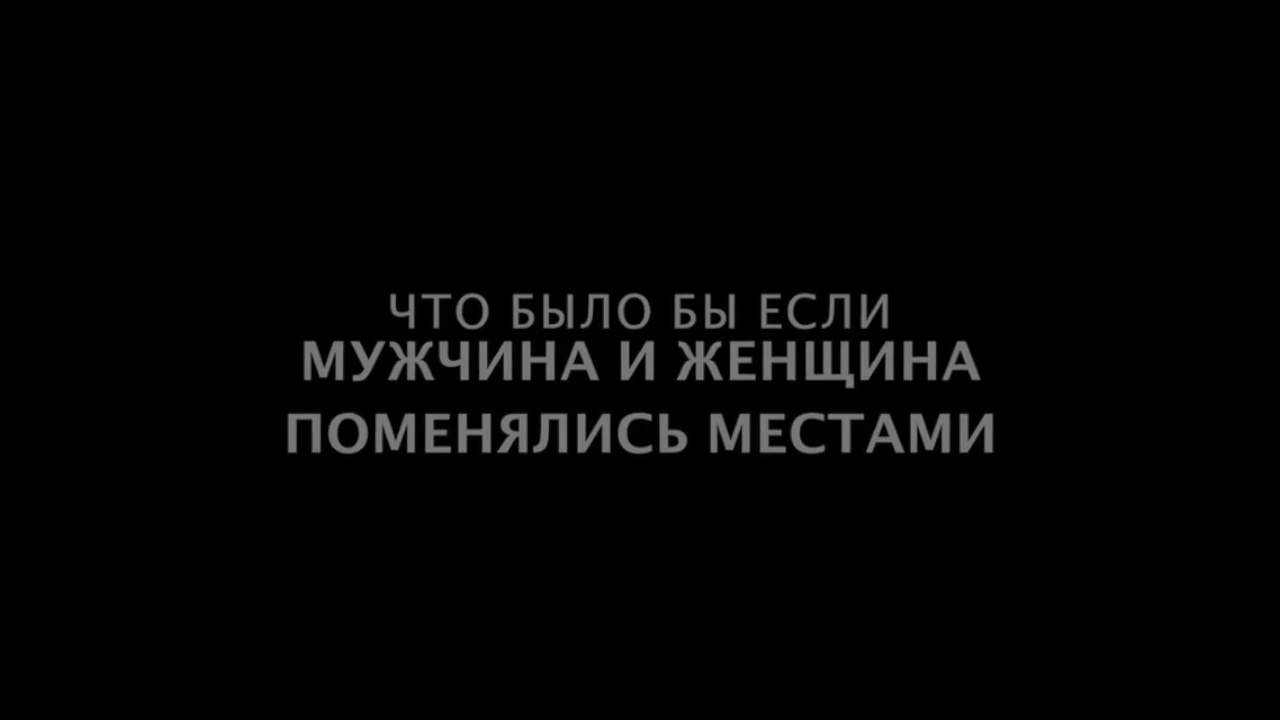 ЧТО БЫЛО БЫ ЕСЛИ
МУЖЧИНА И ЖЕНЩИНА
ПОМЕНЯЛИСЬ МЕСТАМИ